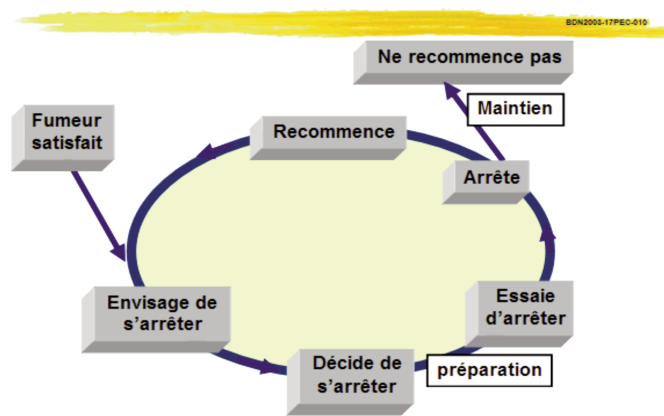 BDN2003-17PEC-010
Ne recommence pas
Maintien
Fumeur
satisfait
Recommence
Arrête
Envisage de
s'arrêter
Essaie
d'arrêter
Décide de
s'arrêter
préparation